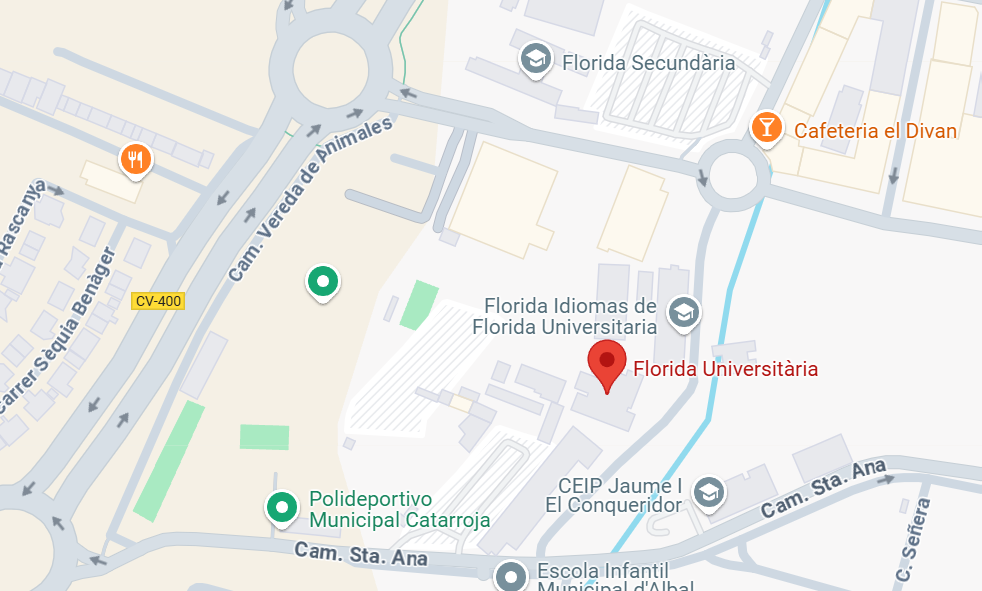 Florida Secundària
Cafeteria el Divan
Cam. Vereda de Animales
Rascanya
Carrer Sèquia Benàger
CV-400
Florida Idiomas de
Florida Universitaria
Florida Universitària
CEIP Jaume I
El Conqueridor
Cam. Sta. Ana
Polideportivo
Municipal Catarroja
Cam. Sta. Ana
C. Señera
Escola Infantil
Municipal d'Albal